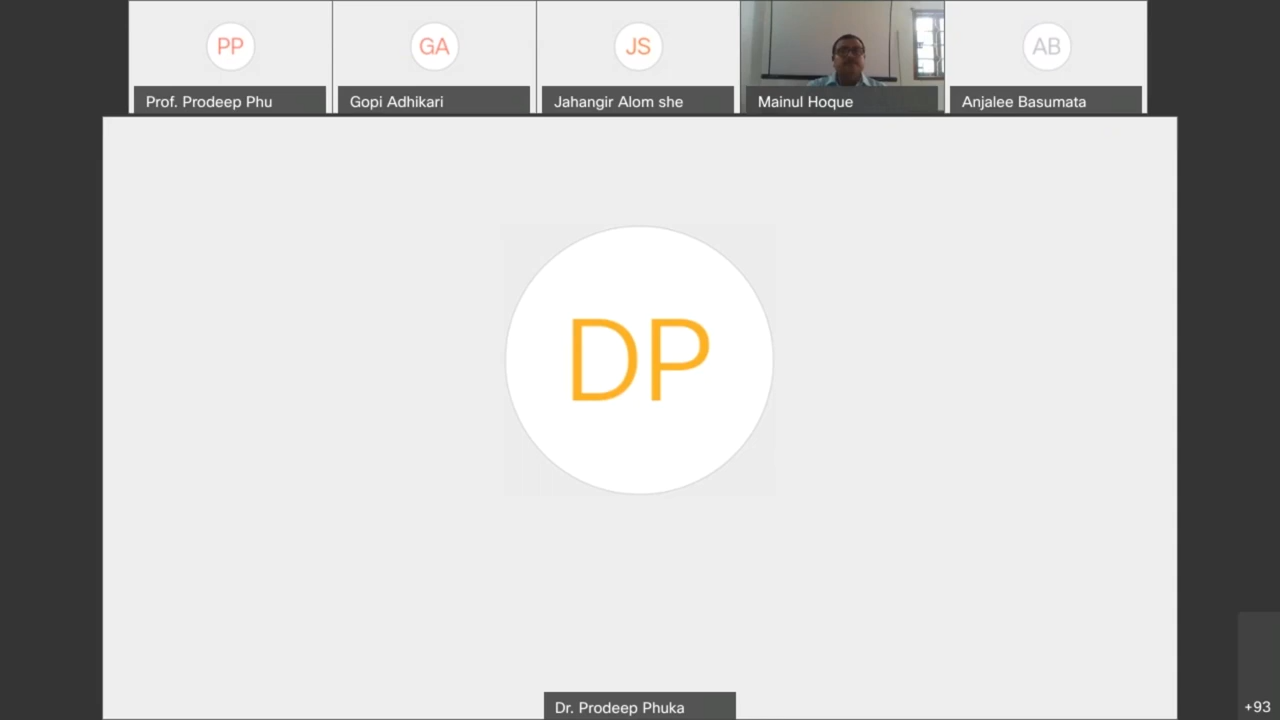 PP
GA
JS
AB
Prof. Prodeep Phu
Gopi Adhikari
Jahangir Alom she
Mainul Hoque
Anjalee Basumata
DP
Dr. Prodeep Phuka
+93